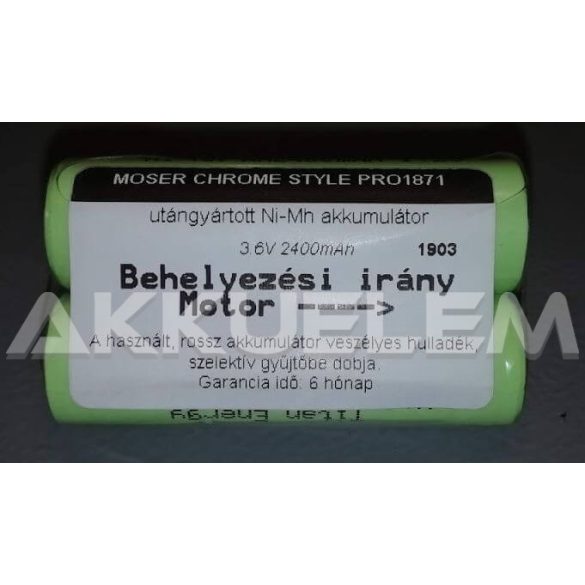 MOSER CHROME STYLE PRO1871
utángyártott Ni-Mh akkumulátor
3.6V 2400mAh 1903
Behelyezési irány
Motor ----->
AKKUELEM
A használt, rossz akkumulátor veszélyes hulladék,
szelektív gyűjtőbe dobja.
Garancia idő: 6 hónap
Titan Energy